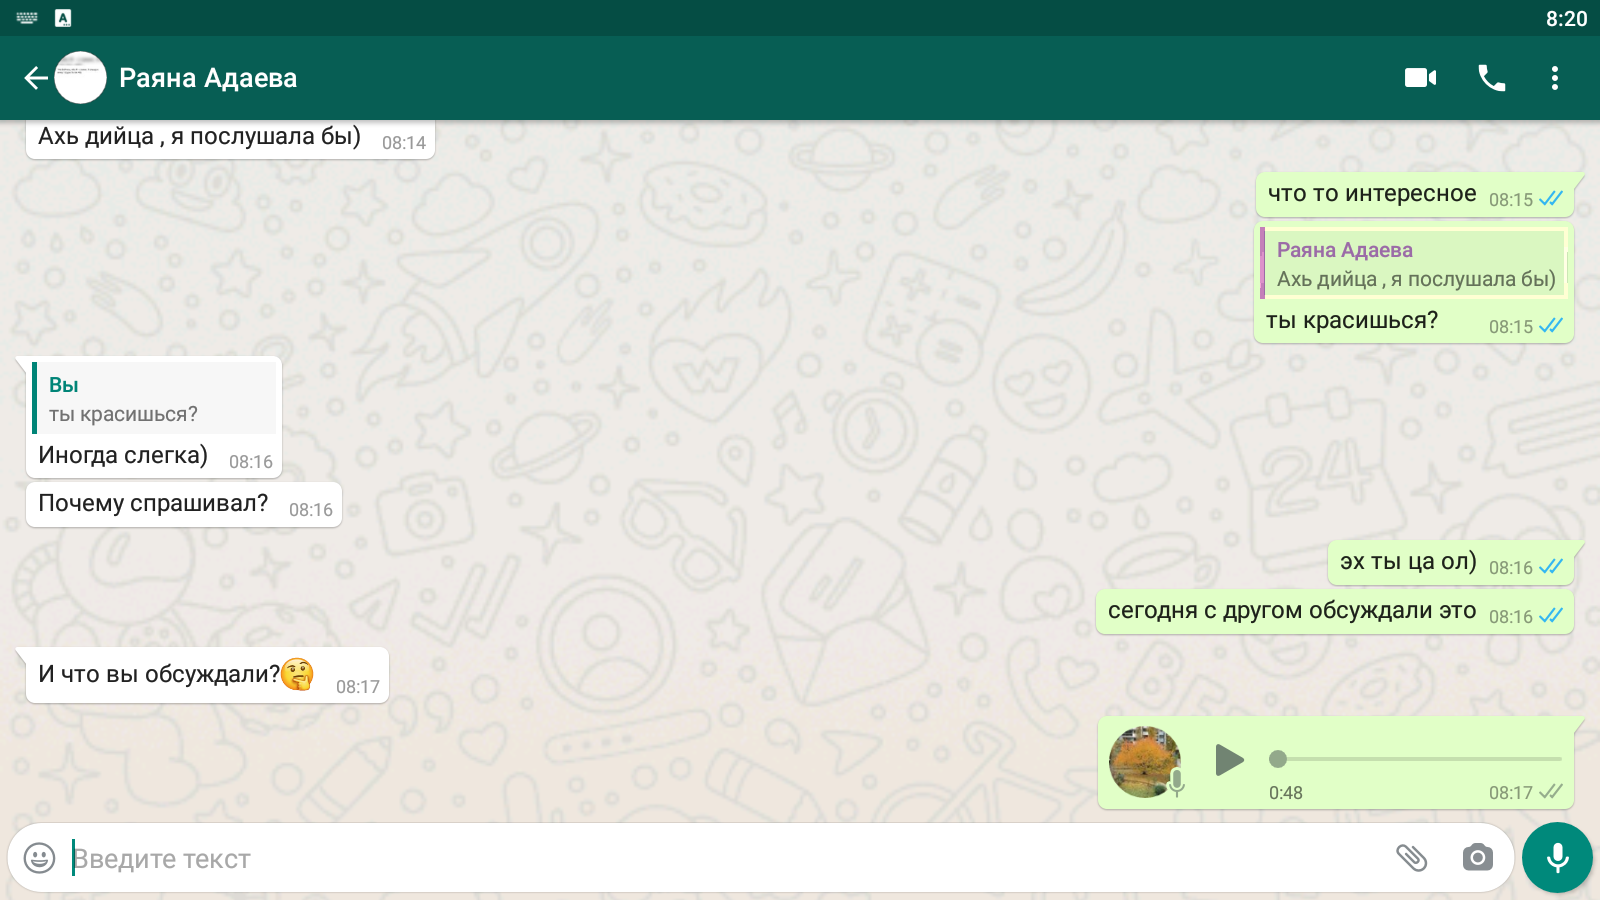 8:20
Раяна Адаева
Ахь дийца , я послушала бы) 08:14
что то интересное 08:15
Раяна Адаева
Ахь дийца , я послушала бы)
ты красишься? 08:15
Вы
ты красишься?
Иногда слегка) 08:16
Почему спрашивал? 08:16
эх ты ца ол) 08:16
сегодня с другом обсуждали это 08:16
И что вы обсуждали?🤔 08:17
0:48 08:17
Введите текст